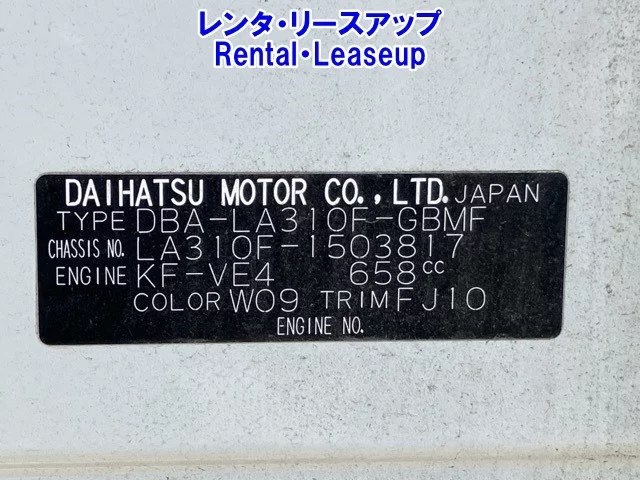 レンタ・リースアップ
Rental・Leaseup
DAIHATSU MOTOR CO., LTD. JAPAN
TYPE DBA-LA310F-GBMF
CHASSIS NO. LA310F-1503817
ENGINE KF-VE4 658cc
COLOR W09 TRIM FJ10
ENGINE NO.